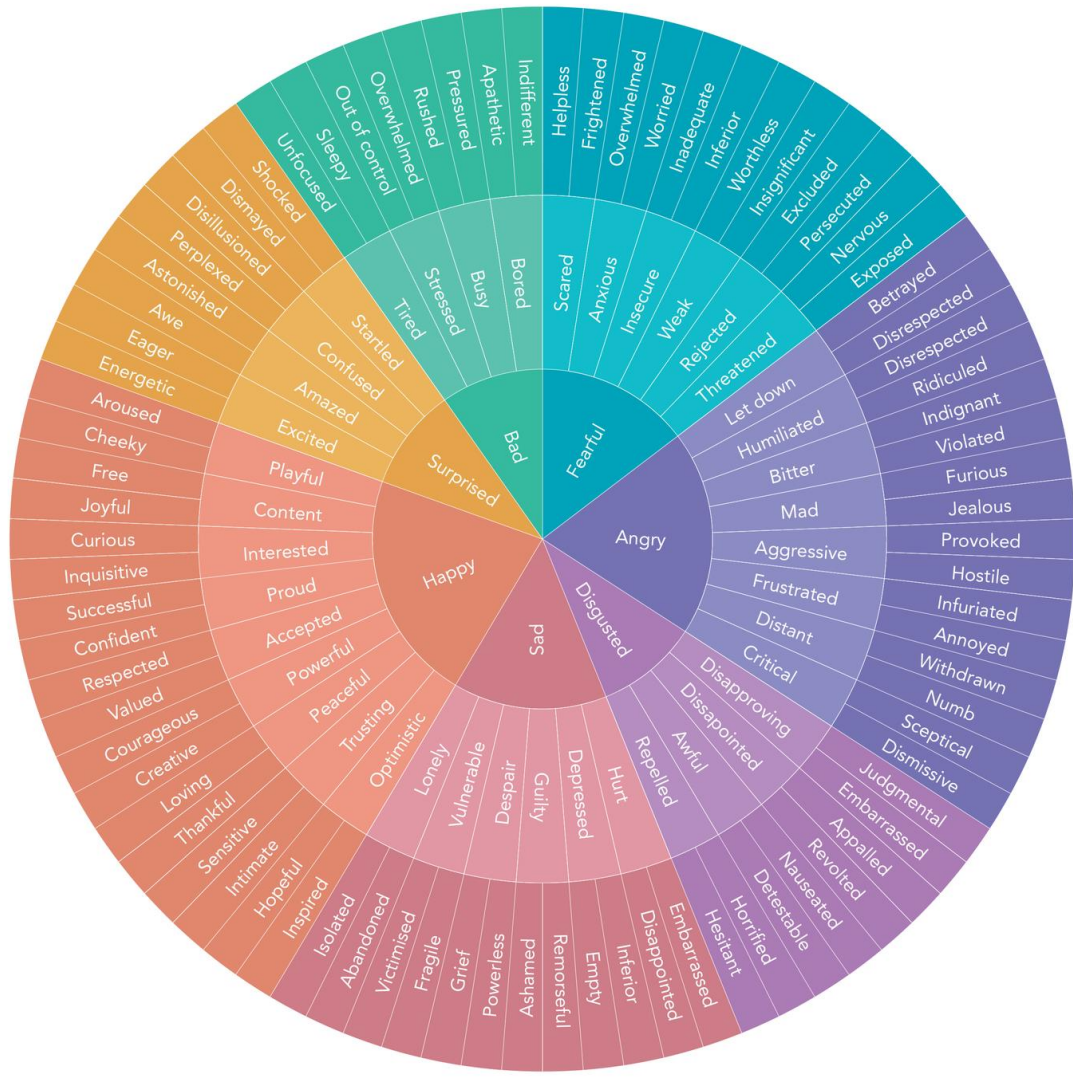 Fearful
Angry
Disgusted
Sad
Happy
Surprised
Bad
Scared
Anxious
Insecure
Weak
Rejected
Threatened
Let down
Humiliated
Bitter
Mad
Aggressive
Frustrated
Distant
Critical
Disapproving
Dissapointed
Awful
Repelled
Hurt
Depressed
Guilty
Despair
Vulnerable
Lonely
Optimistic
Trusting
Peaceful
Powerful
Accepted
Proud
Interested
Content
Playful
Excited
Amazed
Confused
Startled
Tired
Stressed
Busy
Bored
Helpless
Frightened
Overwhelmed
Worried
Inadequate
Inferior
Worthless
Insignificant
Excluded
Persecuted
Nervous
Exposed
Betrayed
Disrespected
Disrespected
Ridiculed
Indignant
Violated
Furious
Jealous
Provoked
Hostile
Infuriated
Annoyed
Withdrawn
Numb
Sceptical
Dismissive
Judgmental
Embarrassed
Appalled
Revolted
Nauseated
Detestable
Horrified
Hesitant
Embarrassed
Disappointed
Inferior
Empty
Remorseful
Ashamed
Powerless
Grief
Fragile
Victimised
Abandoned
Isolated
Inspired
Hopeful
Intimate
Sensitive
Thankful
Loving
Creative
Courageous
Valued
Respected
Confident
Successful
Inquisitive
Curious
Joyful
Free
Cheeky
Aroused
Energetic
Eager
Awe
Astonished
Perplexed
Disillusioned
Dismayed
Shocked
Unfocused
Sleepy
Out of control
Overwhelmed
Rushed
Pressured
Apathetic
Indifferent